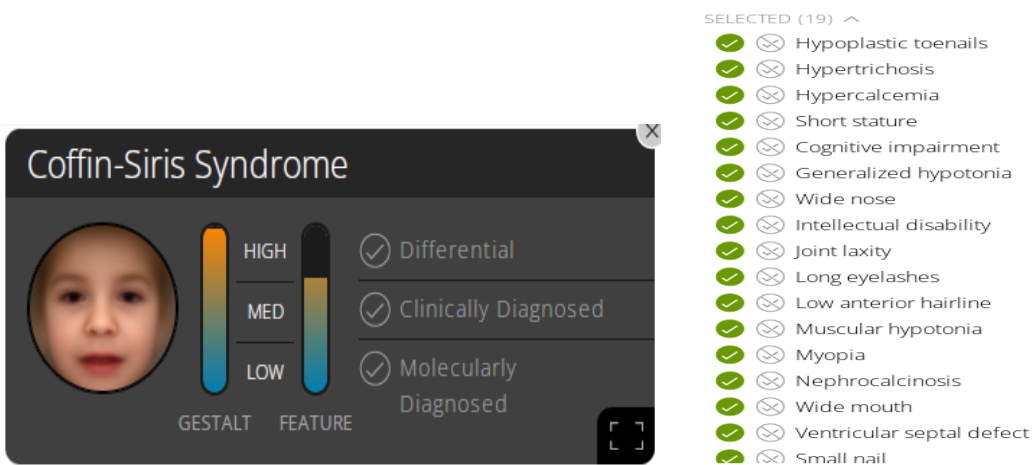 Coffin-Siris Syndrome
HIGH
MED
LOW
GESTALT
FEATURE
Differential
Clinically Diagnosed
Molecularly
Diagnosed
SELECTED (19)
Hypoplastic toenails
Hypertrichosis
Hypercalcemia
Short stature
Cognitive impairment
Generalized hypotonia
Wide nose
Intellectual disability
Joint laxity
Long eyelashes
Low anterior hairline
Muscular hypotonia
Myopia
Nephrocalcinosis
Wide mouth
Ventricular septal defect
Small nail